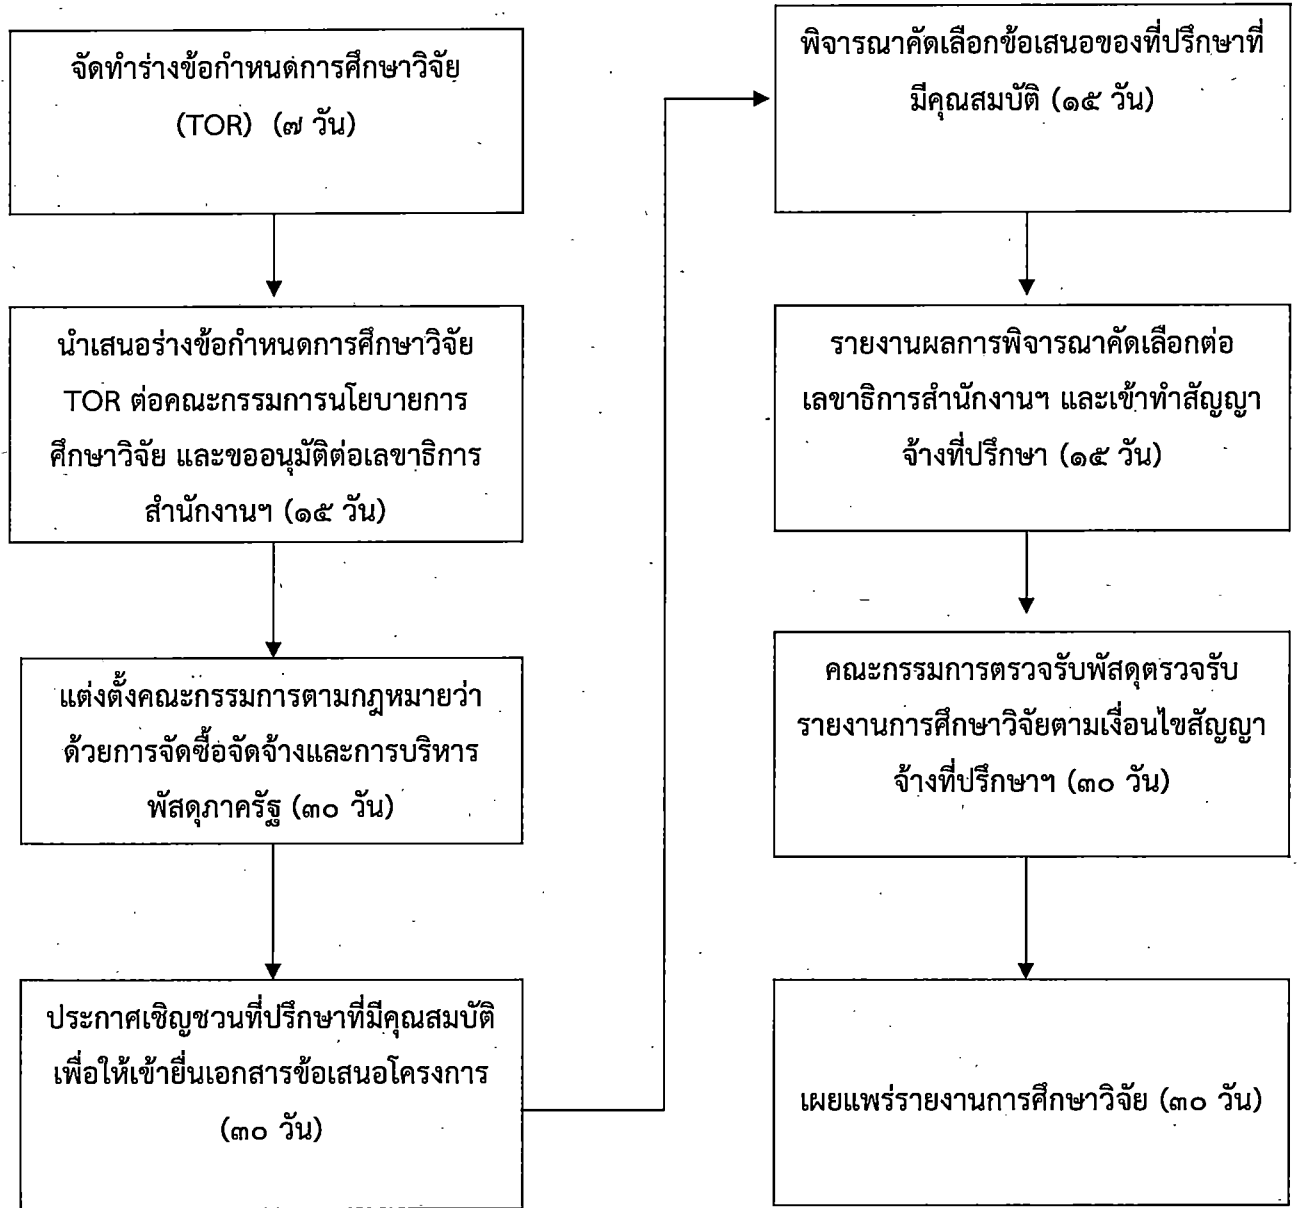 จัดทำร่างข้อกำหนดการศึกษาวิจัย
(TOR) (๗ วัน)
นำเสนอร่างข้อกำหนดการศึกษาวิจัย
TOR ต่อคณะกรรมการนโยบายการ
ศึกษาวิจัย และขออนุมัติต่อเลขาธิการ
สำนักงานฯ (๑๕ วัน)
แต่งตั้งคณะกรรมการตามกฎหมายว่า
ด้วยการจัดซื้อจัดจ้างและการบริหาร
พัสดุภาครัฐ (๓๐ วัน)
ประกาศเชิญชวนที่ปรึกษาที่มีคุณสมบัติ
เพื่อให้เข้ายื่นเอกสารข้อเสนอโครงการ
(๓๐ วัน)
พิจารณาคัดเลือกข้อเสนอของที่ปรึกษาที่
มีคุณสมบัติ (๑๕ วัน)
รายงานผลการพิจารณาคัดเลือกต่อ
เลขาธิการสำนักงานฯ และเข้าทำสัญญา
จ้างที่ปรึกษา (๑๕ วัน)
คณะกรรมการตรวจรับพัสดุตรวจรับ
รายงานการศึกษาวิจัยตามเงื่อนไขสัญญา
จ้างที่ปรึกษาฯ (๓๐ วัน)
เผยแพร่รายงานการศึกษาวิจัย (๓๐ วัน)